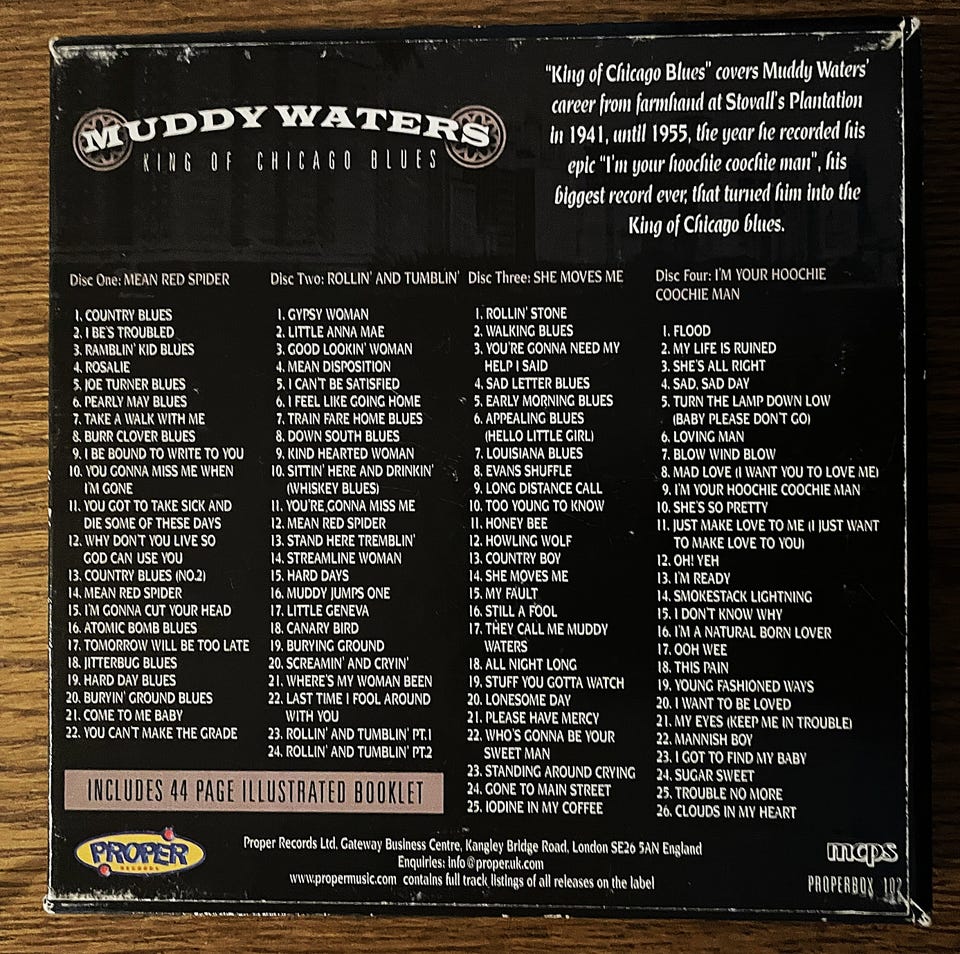 MUDDY WATERS
KING OF CHICAGO BLUES
"King of Chicago Blues" covers Muddy Waters'
career from farmhand at Stovall's Plantation
in 1941, until 1955, the year he recorded his
epic "I'm your hoochie coochie man", his
biggest record ever, that turned him into the
King of Chicago blues.
Disc One: MEAN RED SPIDER
1. COUNTRY BLUES
2. I BE'S TROUBLED
3. RAMBLIN' KID BLUES
4. ROSALIE
5. JOE TURNER BLUES
6. PEARLY MAY BLUES
7. TAKE A WALK WITH ME
8. BURR CLOVER BLUES
9. I BE BOUND TO WRITE TO YOU
10. YOU GONNA MISS ME WHEN
I'M GONE
11. YOU GOT TO TAKE SICK AND
DIE SOME OF THESE DAYS
12. WHY DON'T YOU LIVE SO
GOD CAN USE YOU
13. COUNTRY BLUES (NO.2)
14. MEAN RED SPIDER
15. I'M GONNA CUT YOUR HEAD
16. ATOMIC BOMB BLUES
17. TOMORROW WILL BE TOO LATE
18. JITTERBUG BLUES
19. HARD DAY BLUES
20. BURYIN' GROUND BLUES
21. COME TO ME BABY
22. YOU CAN'T MAKE THE GRADE
Disc Two: ROLLIN' AND TUMBLIN'
1. GYPSY WOMAN
2. LITTLE ANNA MAE
3. GOOD LOOKIN' WOMAN
4. MEAN DISPOSITION
5. I CAN'T BE SATISFIED
6. I FEEL LIKE GOING HOME
7. TRAIN FARE HOME BLUES
8. DOWN SOUTH BLUES
9. KIND HEARTED WOMAN
10. SITTIN' HERE AND DRINKIN'
(WHISKEY BLUES)
11. YOU'RE GONNA MISS ME
12. MEAN RED SPIDER
13. STAND HERE TREMBLIN'
14. STREAMLINE WOMAN
15. HARD DAYS
16. MUDDY JUMPS ONE
17. LITTLE GENEVA
18. CANARY BIRD
19. BURYING GROUND
20. SCREAMIN' AND CRYIN'
21. WHERE'S MY WOMAN BEEN
22. LAST TIME I FOOL AROUND
WITH YOU
23. ROLLIN' AND TUMBLIN' PT.1
24. ROLLIN' AND TUMBLIN' PT.2
Disc Three: SHE MOVES ME
1. ROLLIN' STONE
2. WALKING BLUES
3. YOU'RE GONNA NEED MY
HELP I SAID
4. SAD LETTER BLUES
5. EARLY MORNING BLUES
6. APPEALING BLUES
(HELLO LITTLE GIRL)
7. LOUISIANA BLUES
8. EVANS SHUFFLE
9. LONG DISTANCE CALL
10. TOO YOUNG TO KNOW
11. HONEY BEE
12. HOWLING WOLF
13. COUNTRY BOY
14. SHE MOVES ME
15. MY FAULT
16. STILL A FOOL
17. THEY CALL ME MUDDY
WATERS
18. ALL NIGHT LONG
19. STUFF YOU GOTTA WATCH
20. LONESOME DAY
21. PLEASE HAVE MERCY
22. WHO'S GONNA BE YOUR
SWEET MAN
23. STANDING AROUND CRYING
24. GONE TO MAIN STREET
25. IODINE IN MY COFFEE
Disc Four: I'M YOUR HOOCHIE
COOCHIE MAN
1. FLOOD
2. MY LIFE IS RUINED
3. SHE'S ALL RIGHT
4. SAD, SAD DAY
5. TURN THE LAMP DOWN LOW
(BABY PLEASE DON'T GO)
6. LOVING MAN
7. BLOW WIND BLOW
8. MAD LOVE (I WANT YOU TO LOVE ME)
9. I'M YOUR HOOCHIE COOCHIE MAN
10. SHE'S SO PRETTY
11. JUST MAKE LOVE TO ME (I JUST WANT
TO MAKE LOVE TO YOU)
12. OH! YEH
13. I'M READY
14. SMOKESTACK LIGHTNING
15. I DON'T KNOW WHY
16. I'M A NATURAL BORN LOVER
17. OOH WEE
18. THIS PAIN
19. YOUNG FASHIONED WAYS
20. I WANT TO BE LOVED
21. MY EYES (KEEP ME IN TROUBLE)
22. MANNISH BOY
23. I GOT TO FIND MY BABY
24. SUGAR SWEET
25. TROUBLE NO MORE
26. CLOUDS IN MY HEART
INCLUDES 44 PAGE ILLUSTRATED BOOKLET
PROPER
RECORDS
Proper Records Ltd, Gateway Business Centre, Kangley Bridge Road, London SE26 5AN England
Enquiries: Info@proper.uk.com
www.propermusic.com contains full track listings of all releases on the label
mcps
PROPERBOX 102